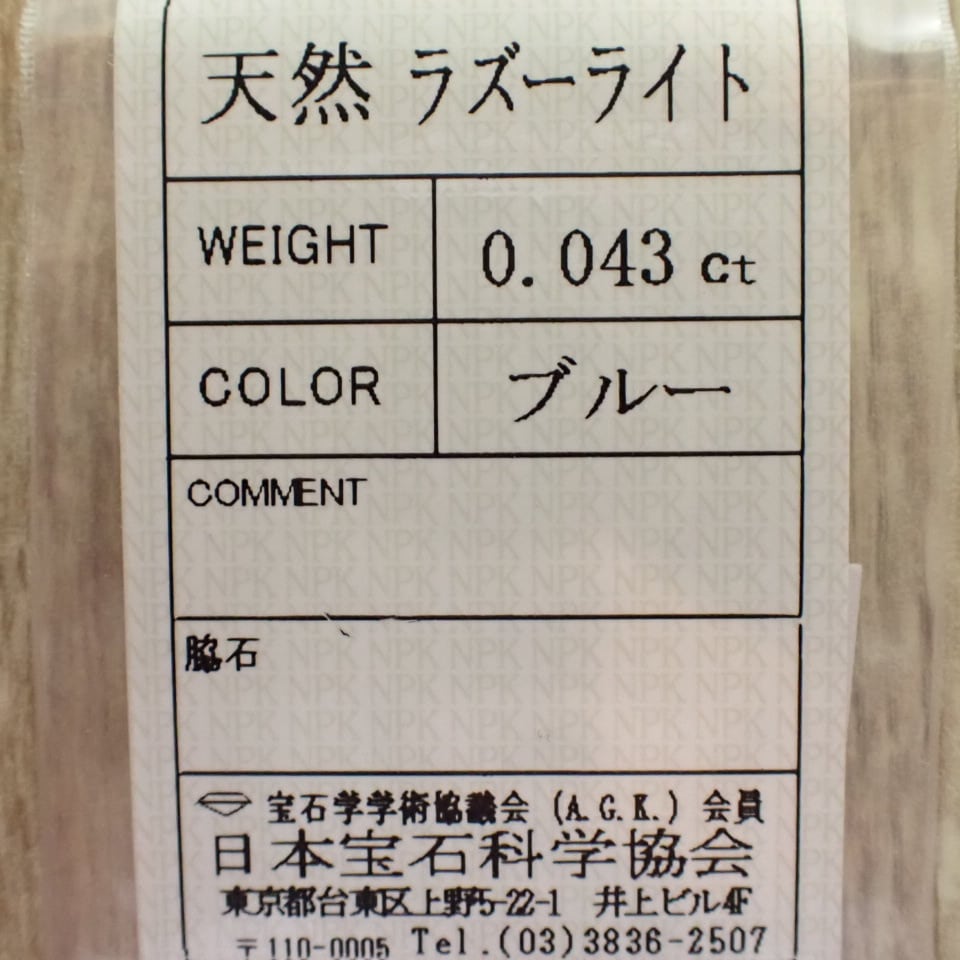 天然 ラズーライト
WEIGHT 0.043 ct
COLOR ブルー
COMMENT
脇石
宝石学学術協議会 (A.G.K.) 会員
日本宝石科学協会
東京都台東区上野5-22-1 井上ビル4F
〒110-0005 Tel.(03)3836-2507